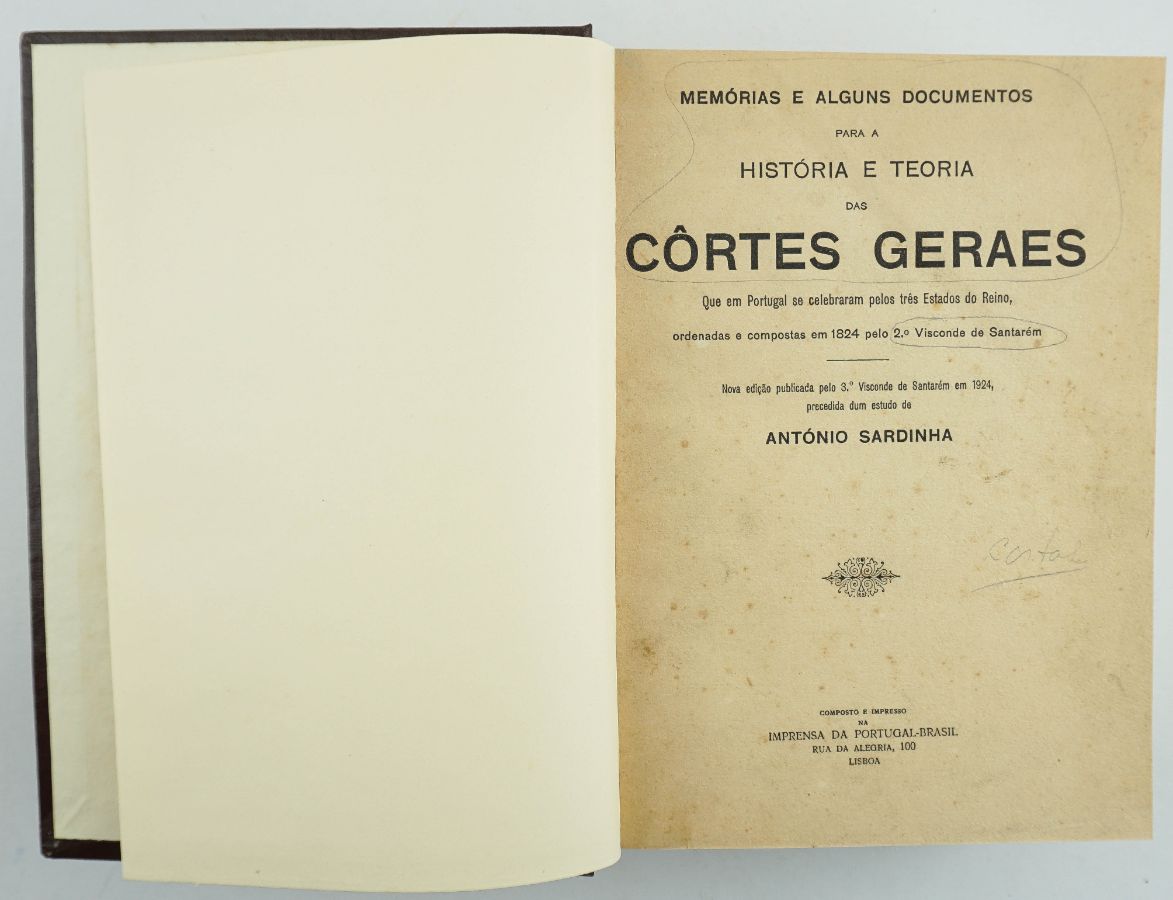 MEMÓRIAS E ALGUNS DOCUMENTOS
PARA A
HISTÓRIA E TEORIA
DAS
CÔRTES GERAES
Que em Portugal se celebraram pelos três Estados do Reino,
ordenadas e compostas em 1824 pelo 2.º Visconde de Santarém
Nova edição publicada pelo 3.º Visconde de Santarém em 1924,
precedida dum estudo de
ANTÓNIO SARDINHA
COMPOSTO E IMPRESSO
NA
IMPRENSA DA PORTUGAL-BRASIL
RUA DA ALEGRIA, 100
LISBOA